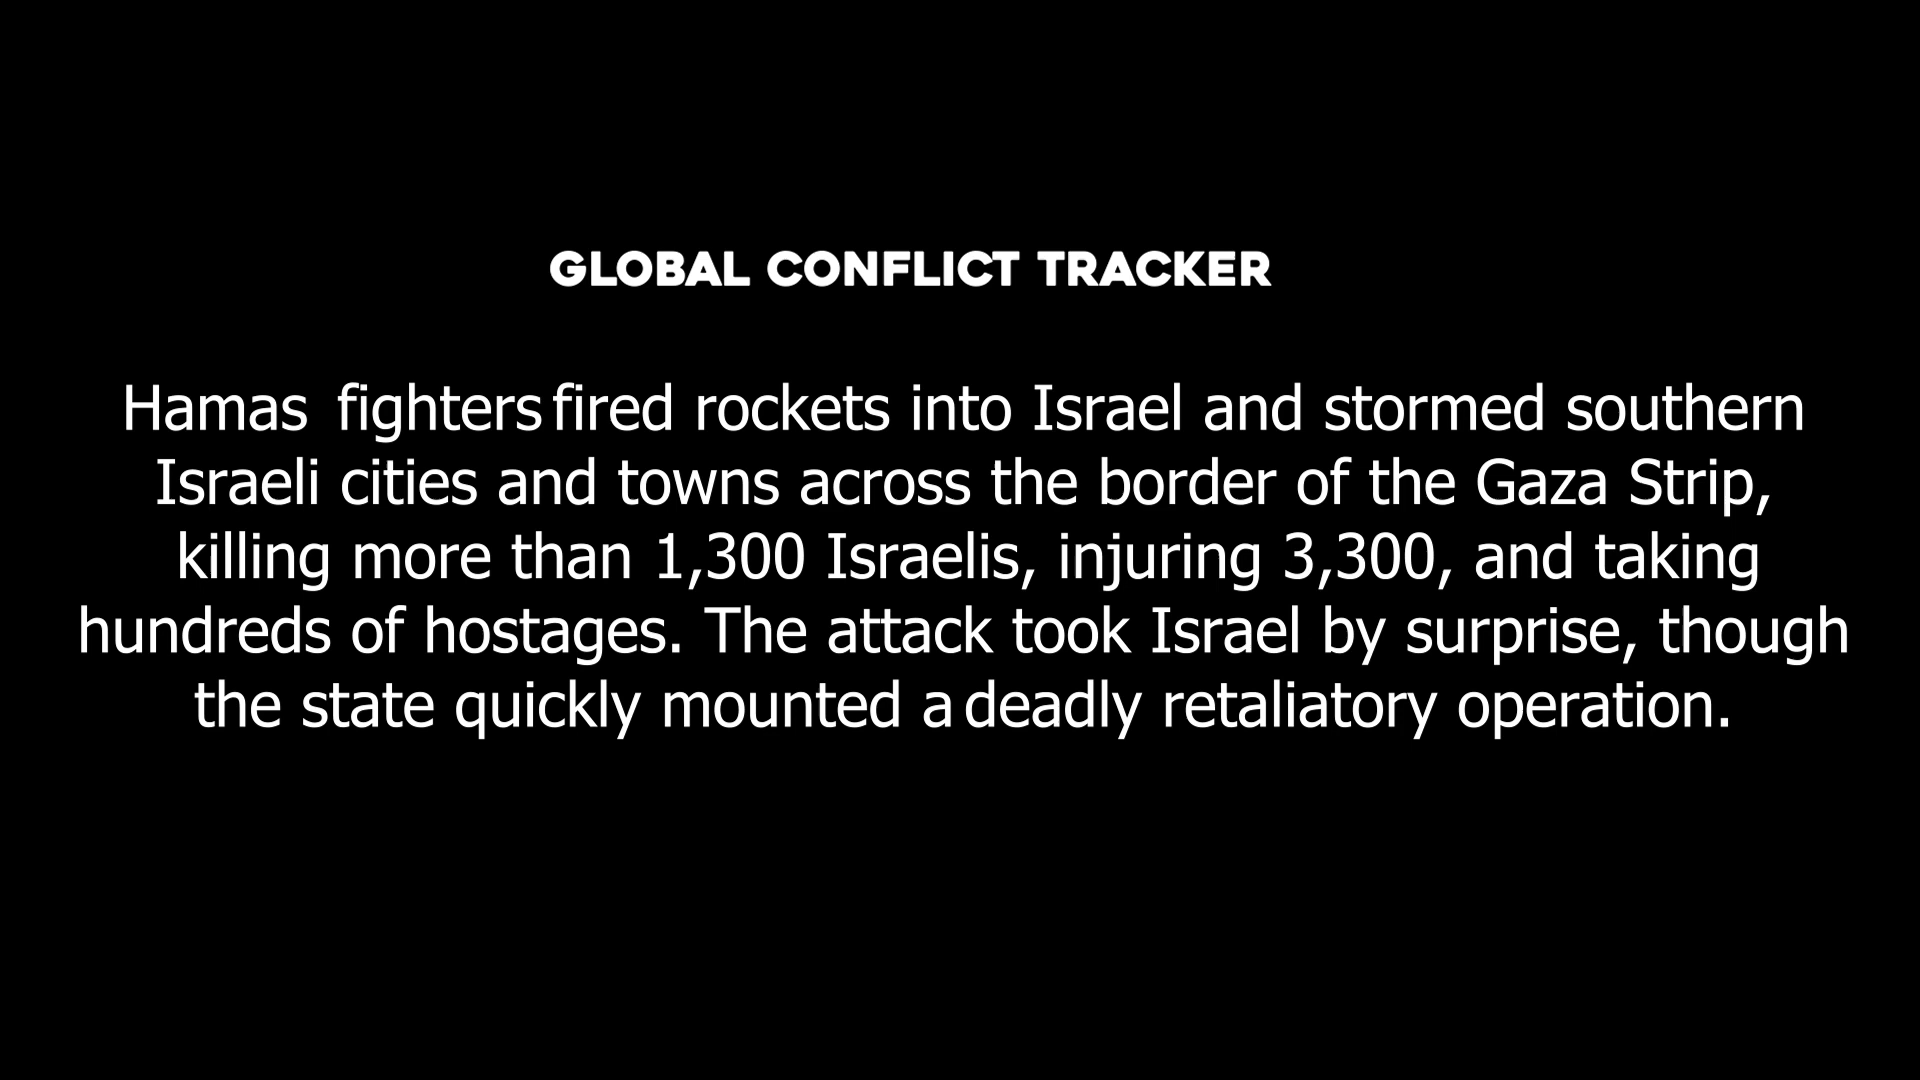 GLOBAL CONFLICT TRACKER
Hamas fighters fired rockets into Israel and stormed southern
Israeli cities and towns across the border of the Gaza Strip,
killing more than 1,300 Israelis, injuring 3,300, and taking
hundreds of hostages. The attack took Israel by surprise, though
the state quickly mounted a deadly retaliatory operation.